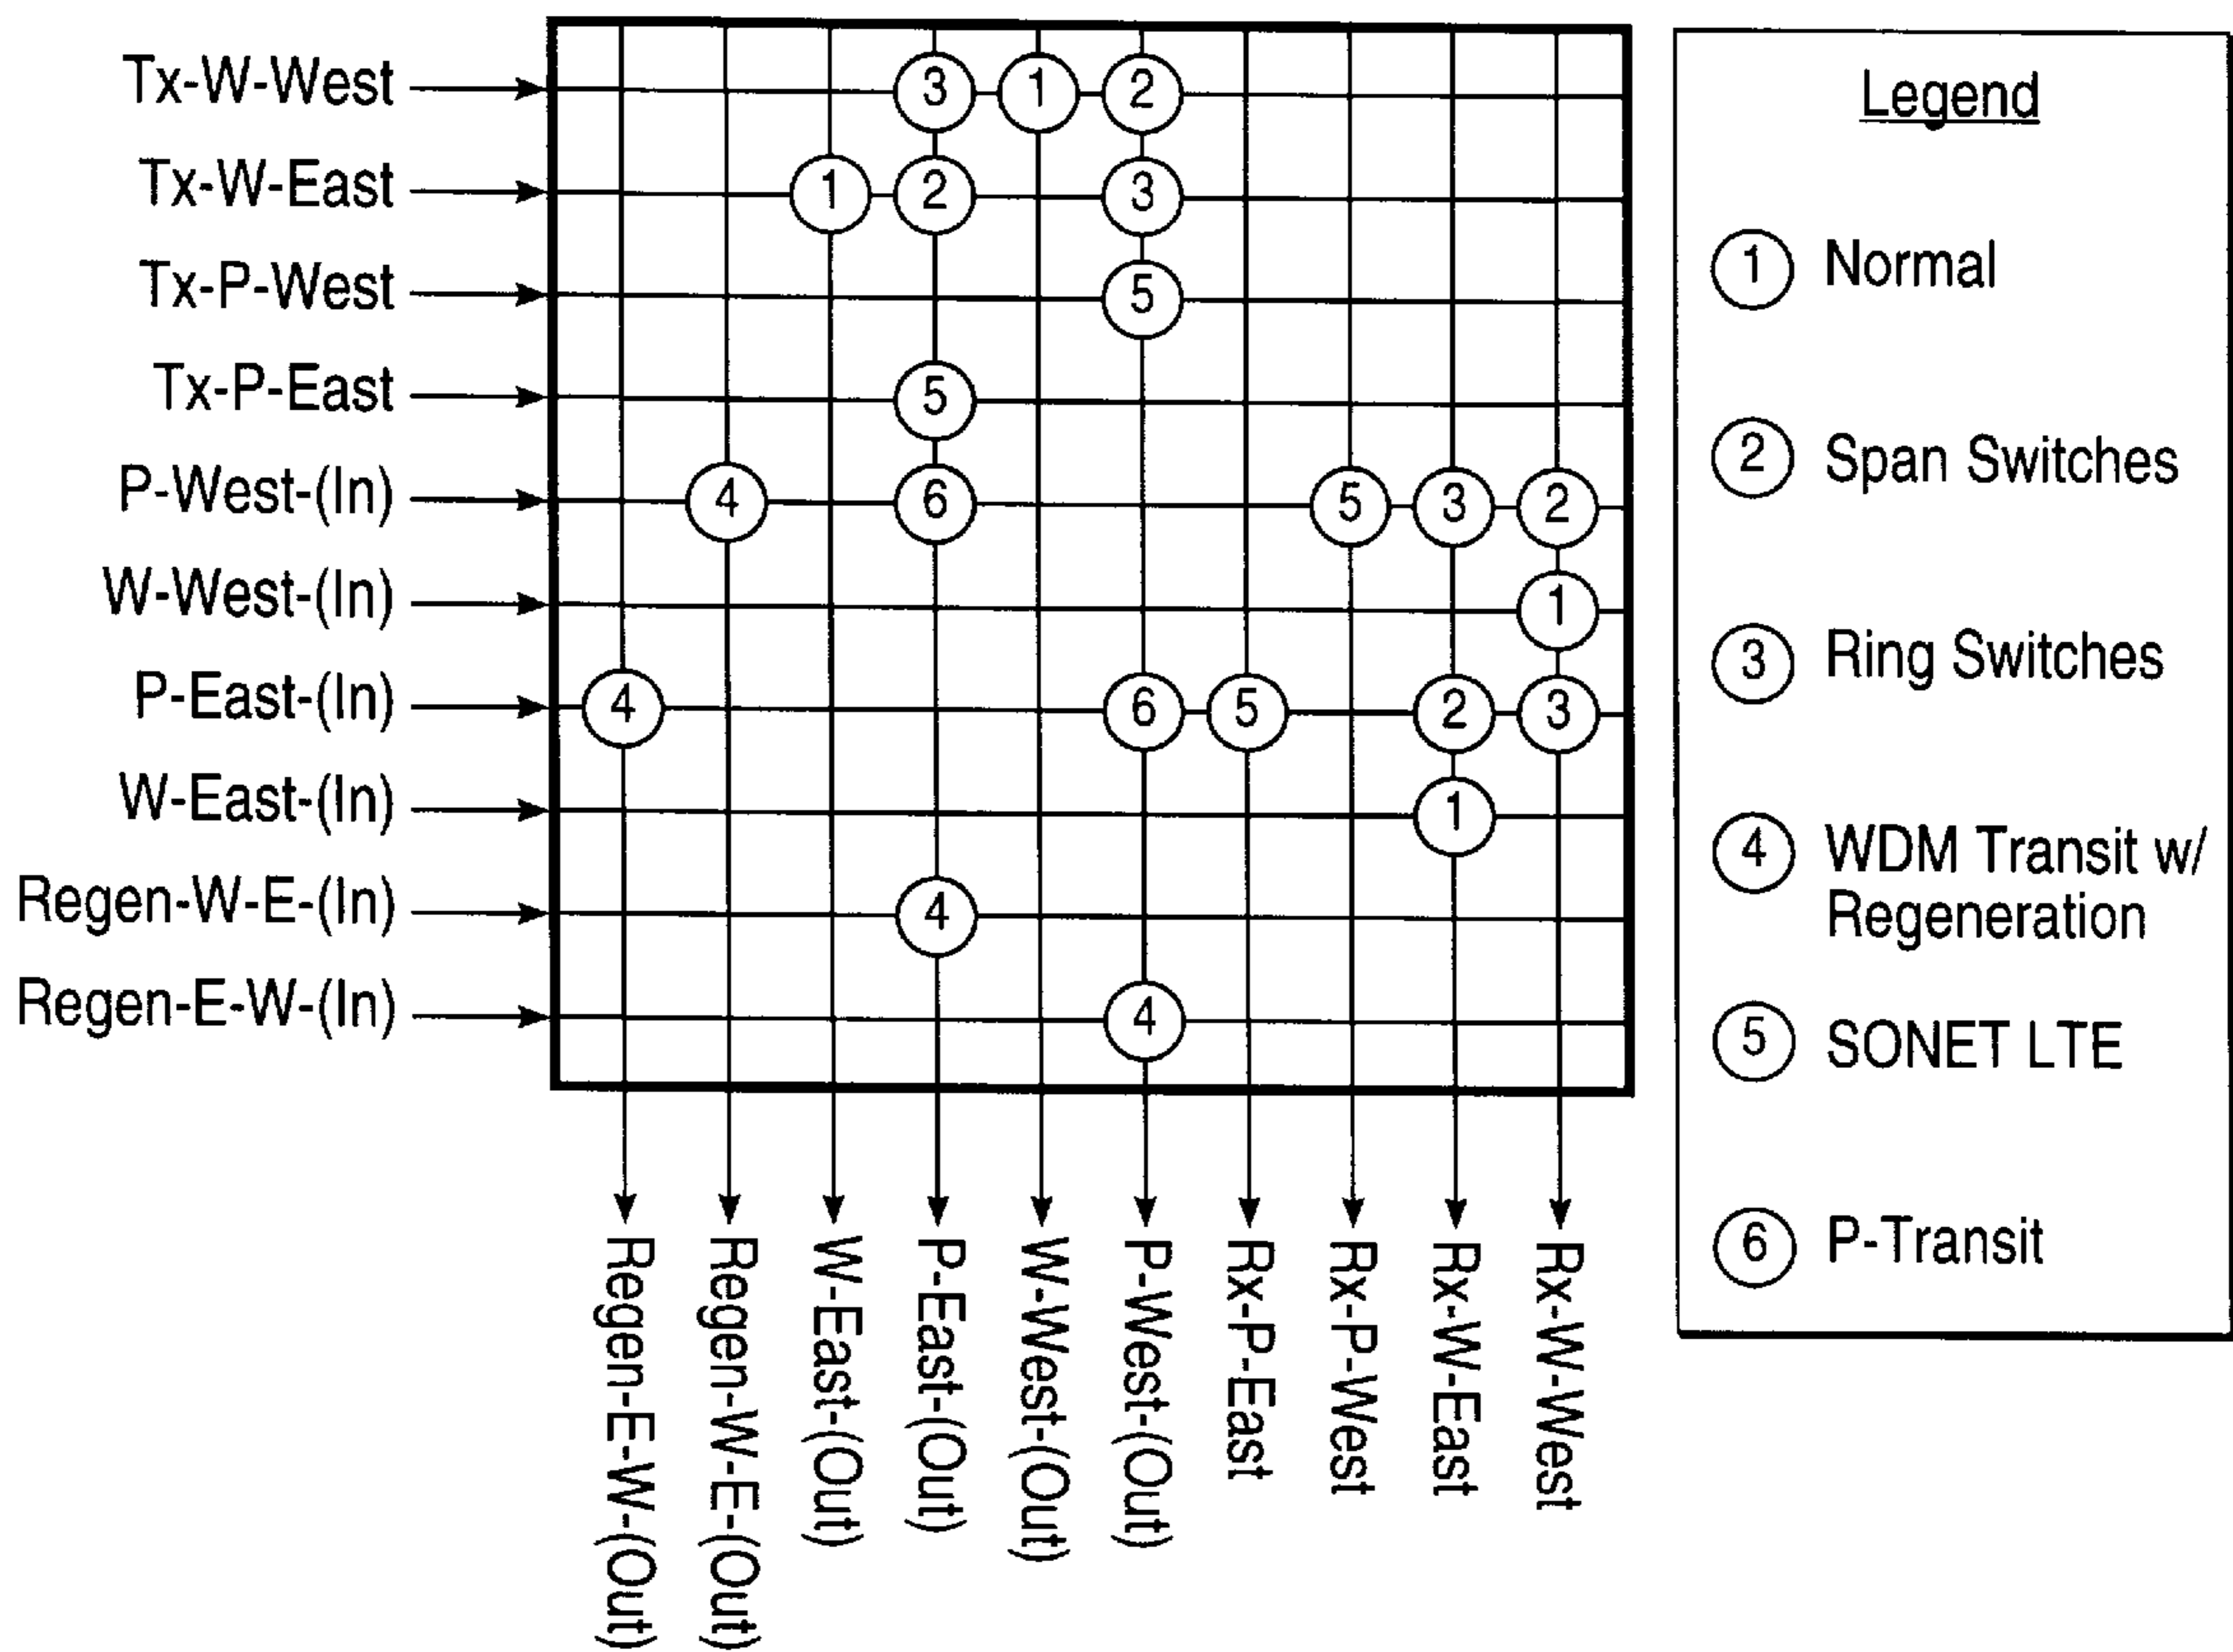 Tx-W-West
3 1 2
Tx-W-East
1 2 3
Tx-P-West
5
Tx-P-East
5
P-West-(In)
4 6 5 3 2
W-West-(In)
1
P-East-(In)
4 6 5 2 3
W-East-(In)
1
Regen-W-E-(In)
4
Regen-E-W-(In)
4
Regen-E-W-(Out)
Regen-W-E-(Out)
W-East-(Out)
P-East-(Out)
W-West-(Out)
P-West-(Out)
Rx-P-East
Rx-P-West
Rx-W-East
Rx-W-West
Legend
1 Normal
2 Span Switches
3 Ring Switches
4 WDM Transit w/
Regeneration
5 SONET LTE
6 P-Transit